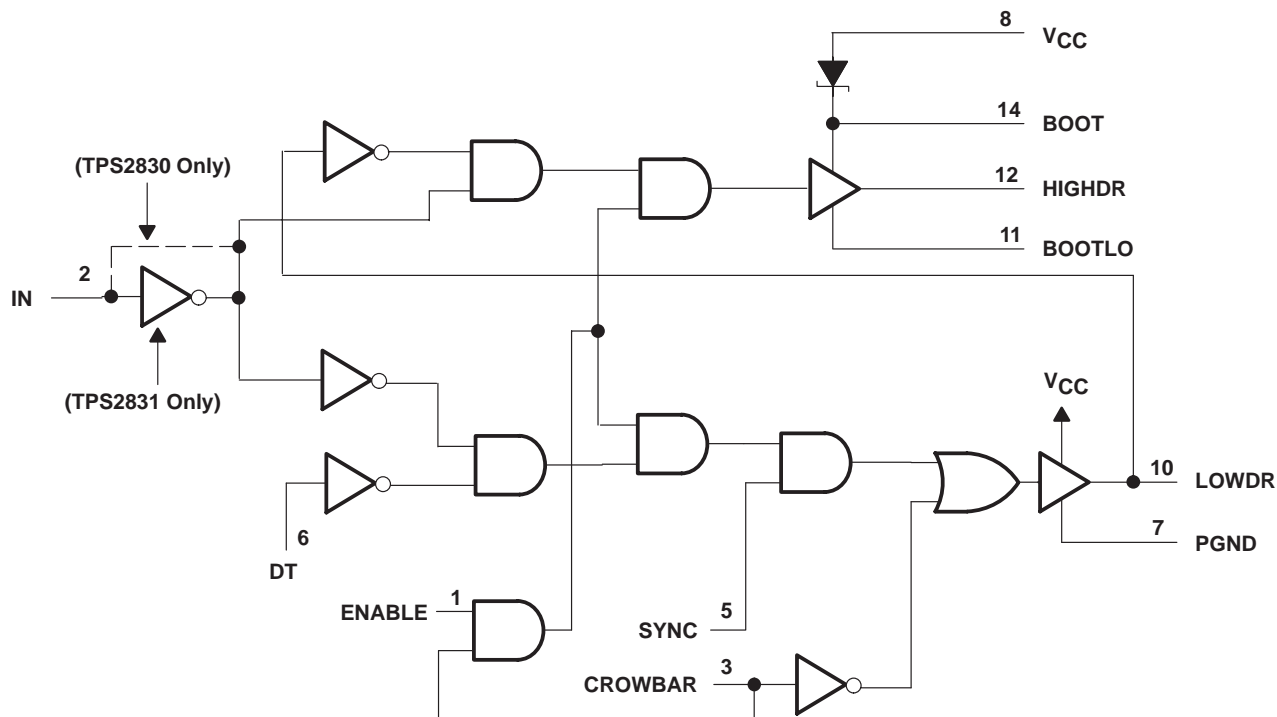 8
VCC
14
BOOT
(TPS2830 Only)
12
HIGHDR
11
BOOTLO
2
IN
(TPS2831 Only)
VCC
10
LOWDR
7
PGND
6
DT
1
ENABLE
5
SYNC
3
CROWBAR